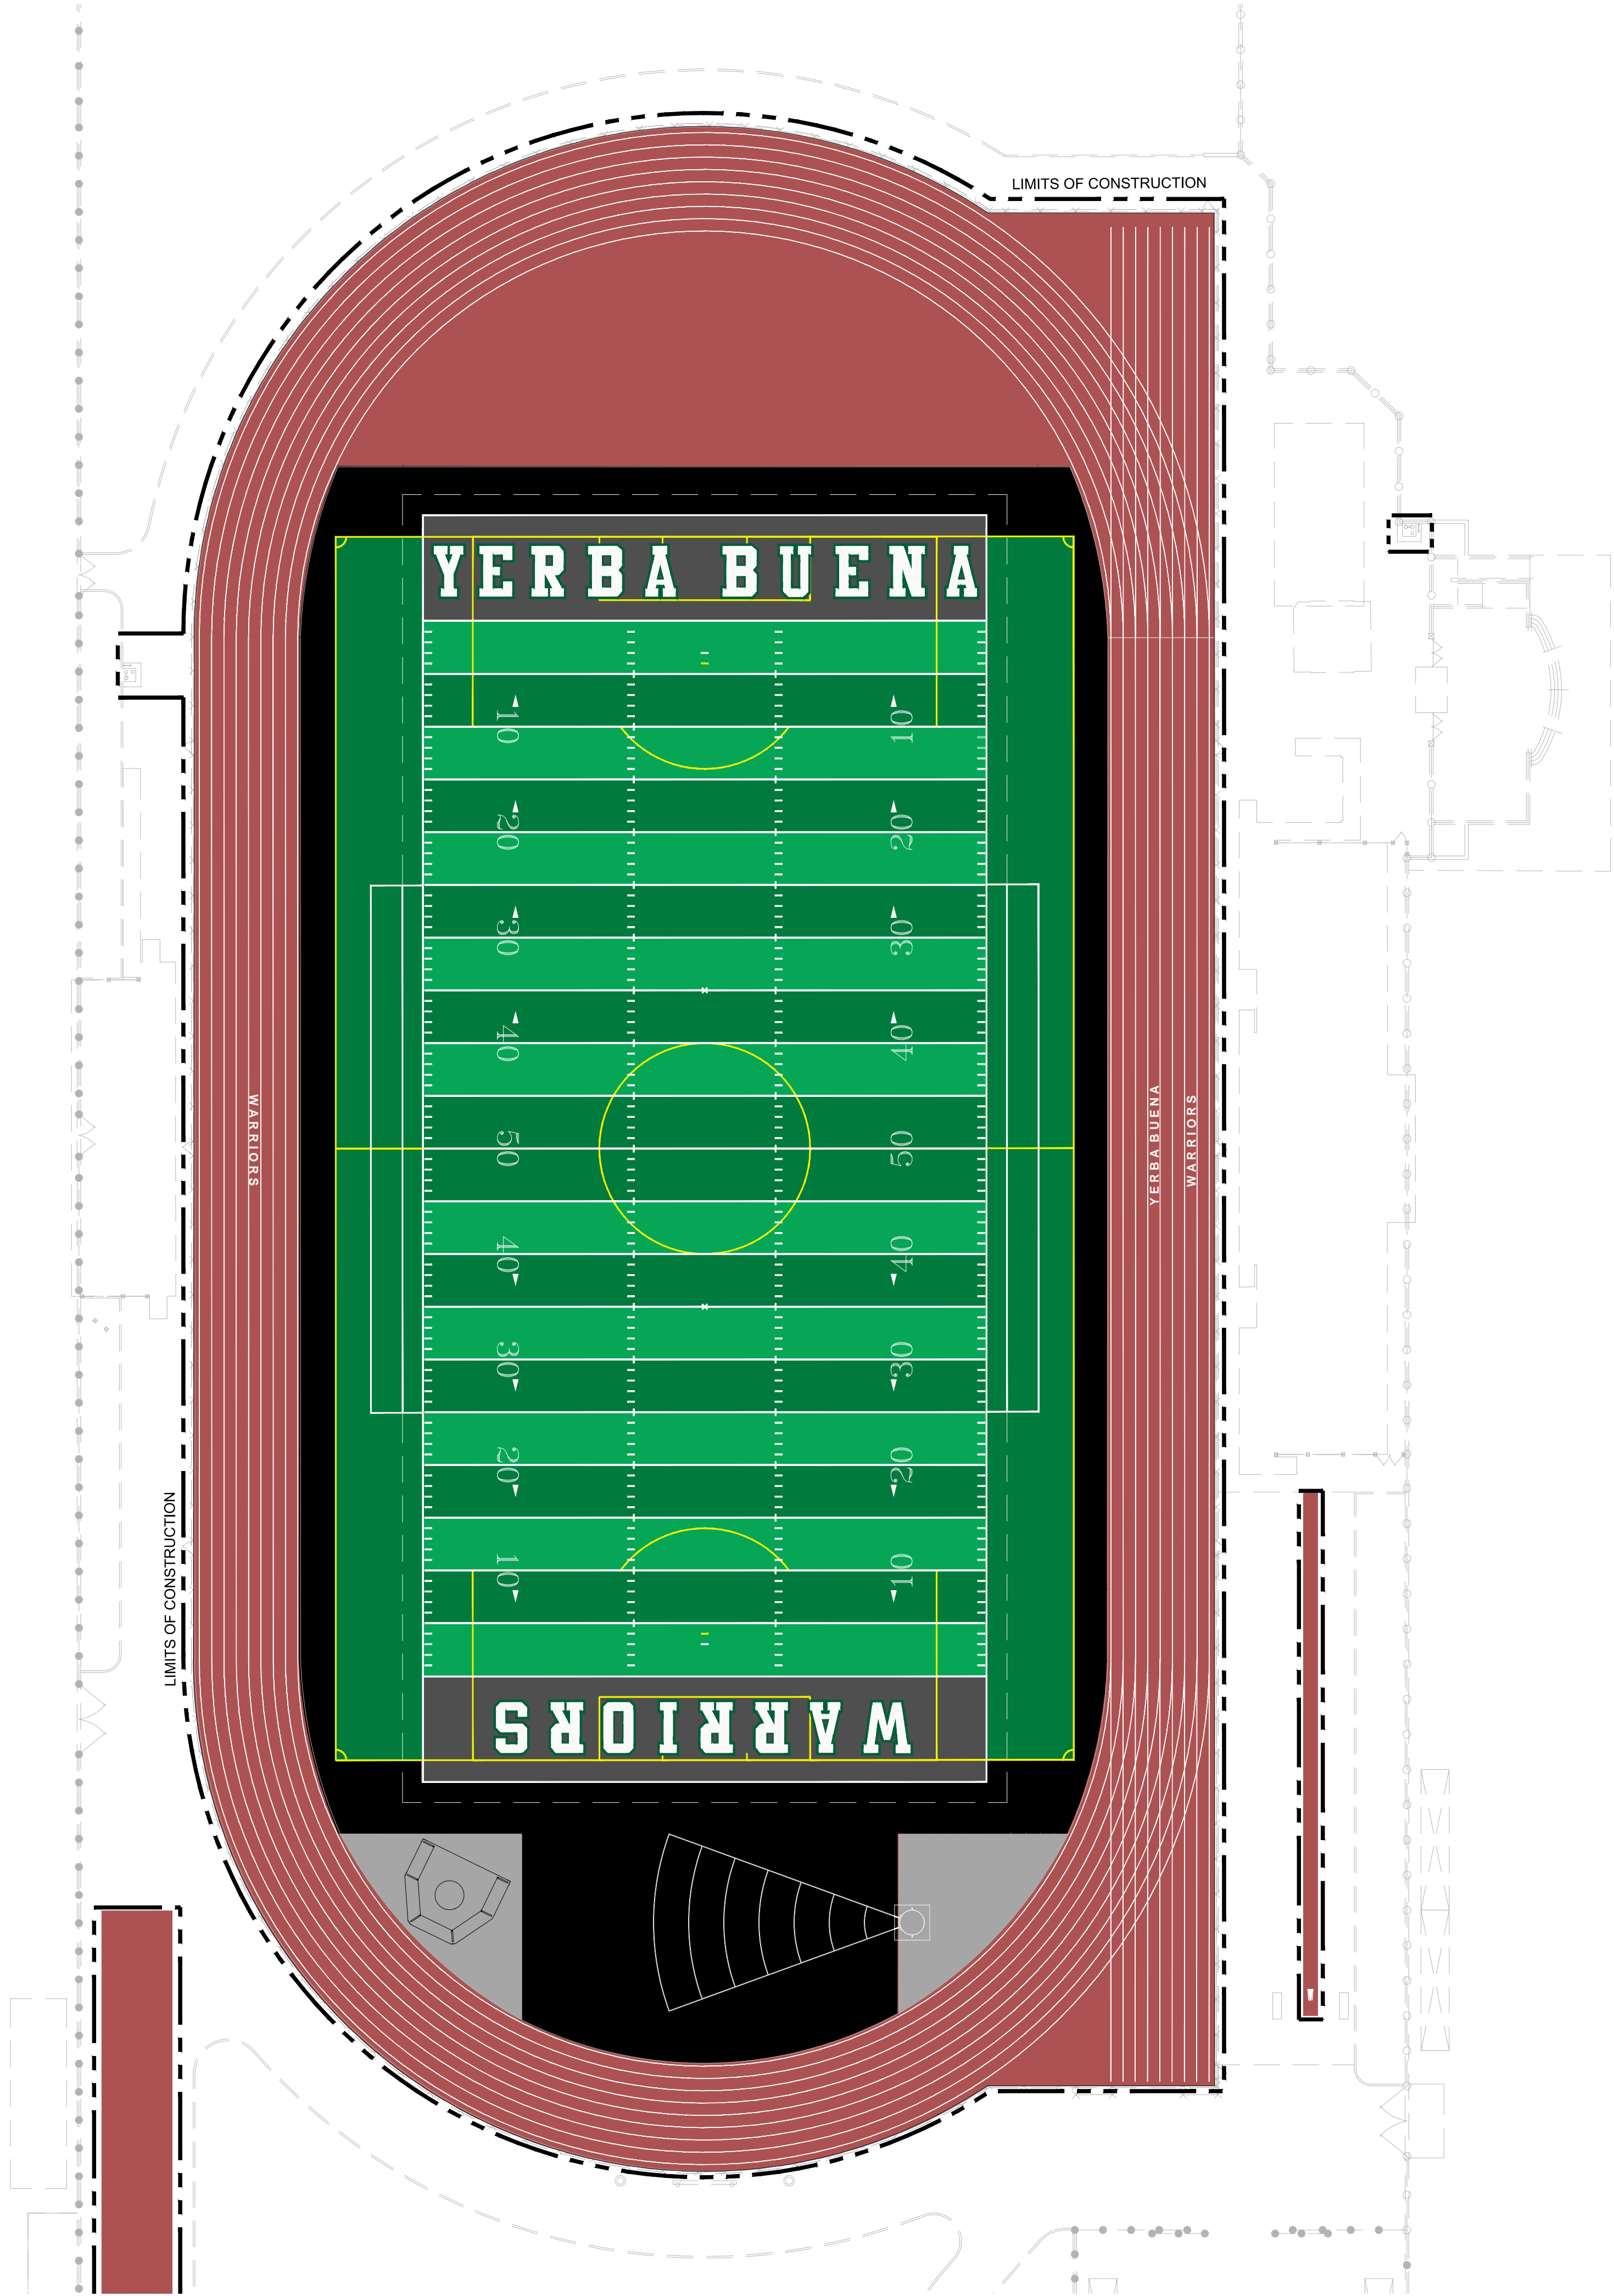 LIMITS OF CONSTRUCTION
YERBA BUENA
10 10
20 20
30 30
40 40
50 50
40 40
30 30
20 20
10 10
WARRIORS
YERBA BUENA
WARRIORS
LIMITS OF CONSTRUCTION
WARRIORS